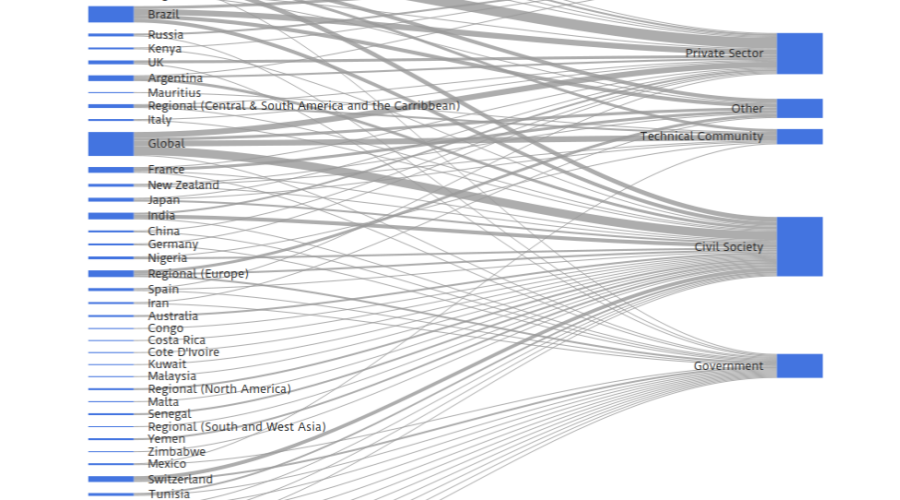 Brazil
Russia
Kenya
UK
Argentina
Mauritius
Regional (Central & South America and the Carribbean)
Italy
Global
France
New Zealand
Japan
India
China
Germany
Nigeria
Regional (Europe)
Spain
Iran
Australia
Congo
Costa Rica
Cote D'Ivoire
Kuwait
Malaysia
Regional (North America)
Malta
Senegal
Regional (South and West Asia)
Yemen
Zimbabwe
Mexico
Switzerland
Tunisia
Private Sector
Other
Technical Community
Civil Society
Government